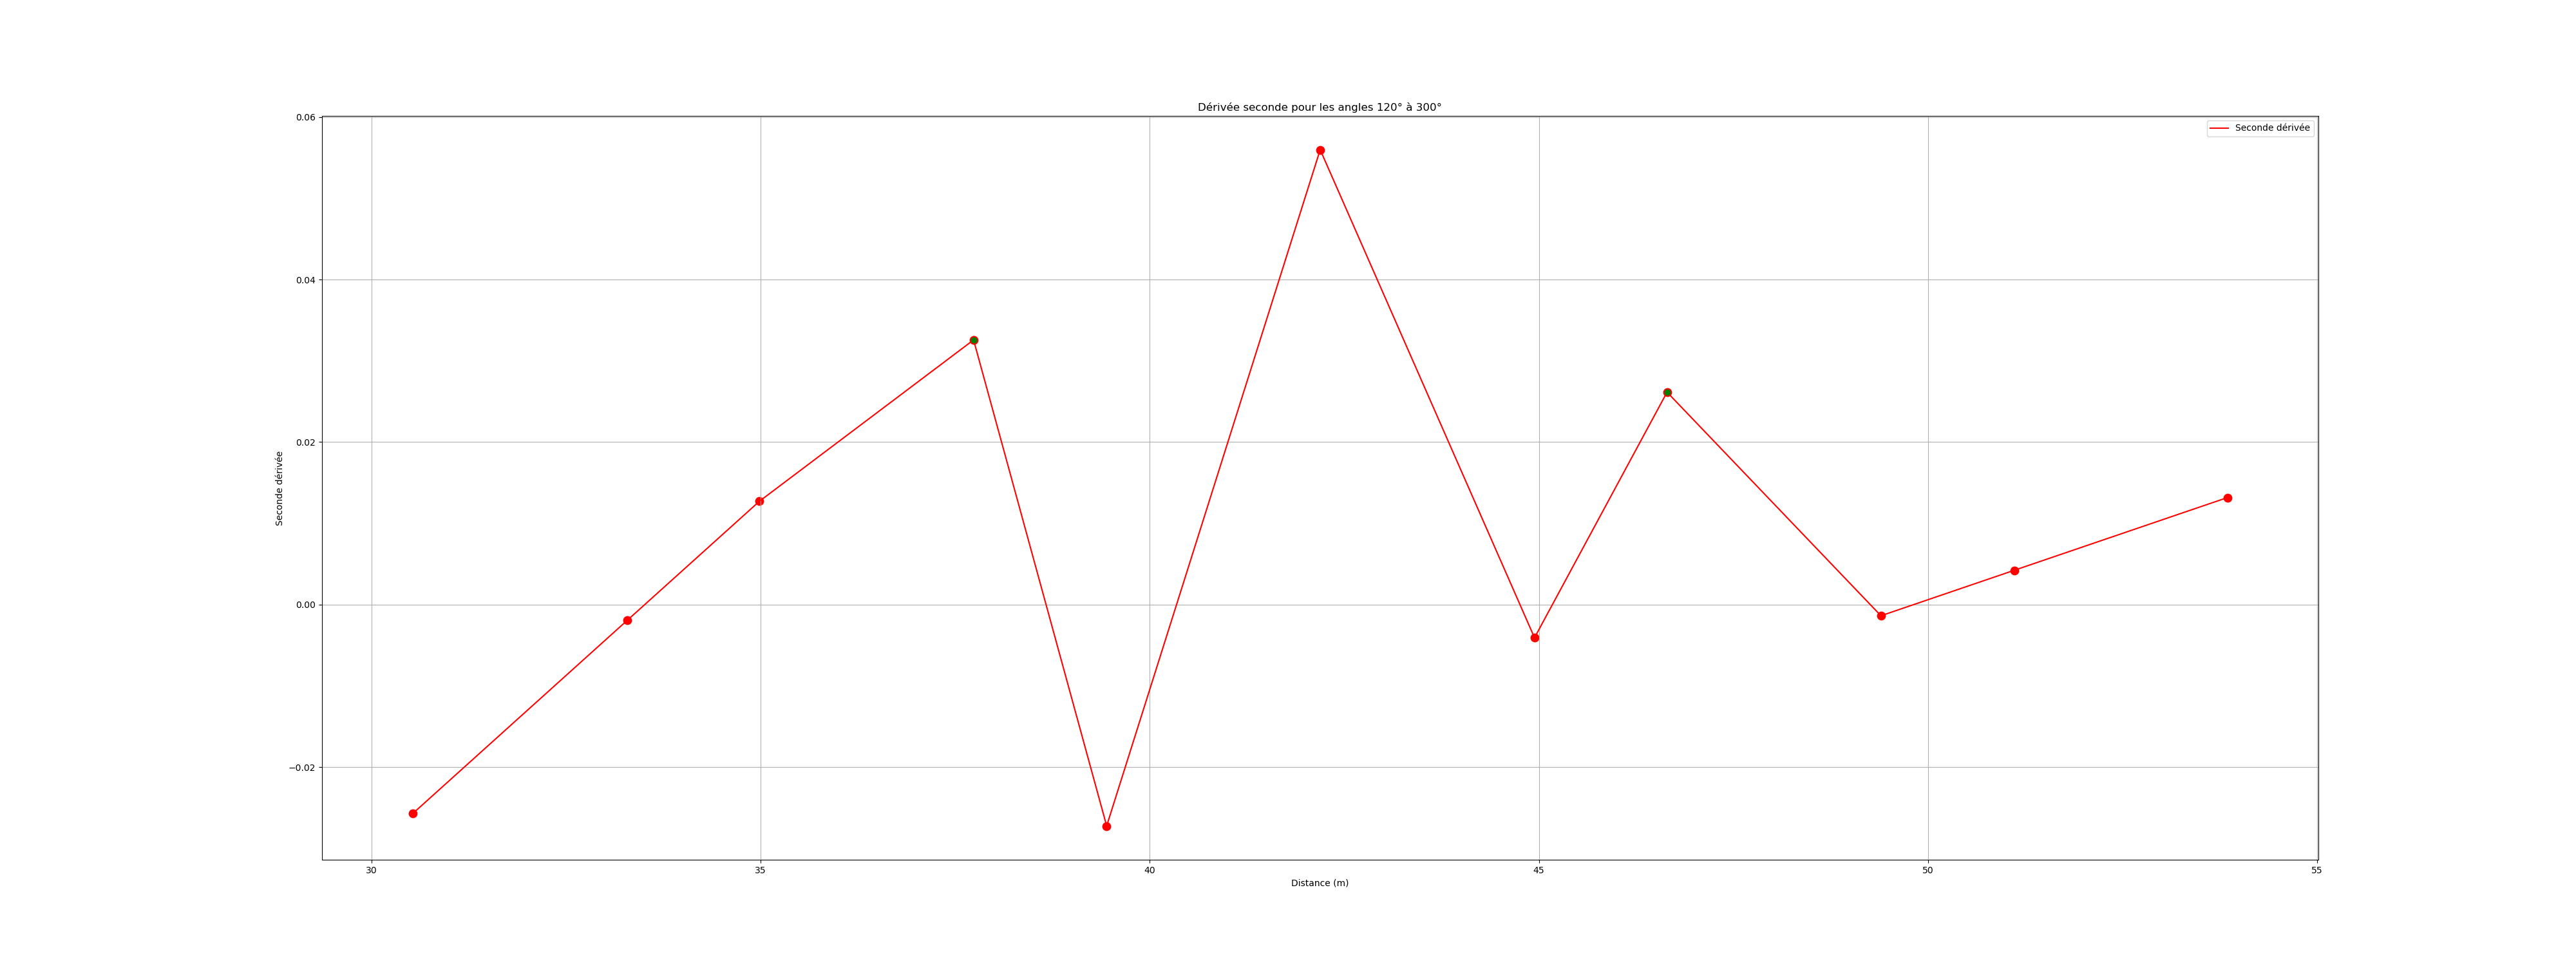 Dérivée seconde pour les angles 120° à 300°
Seconde dérivée
0.06
0.04
0.02
0.00
−0.02
Seconde dérivée
30
35
40
45
50
55
Distance (m)